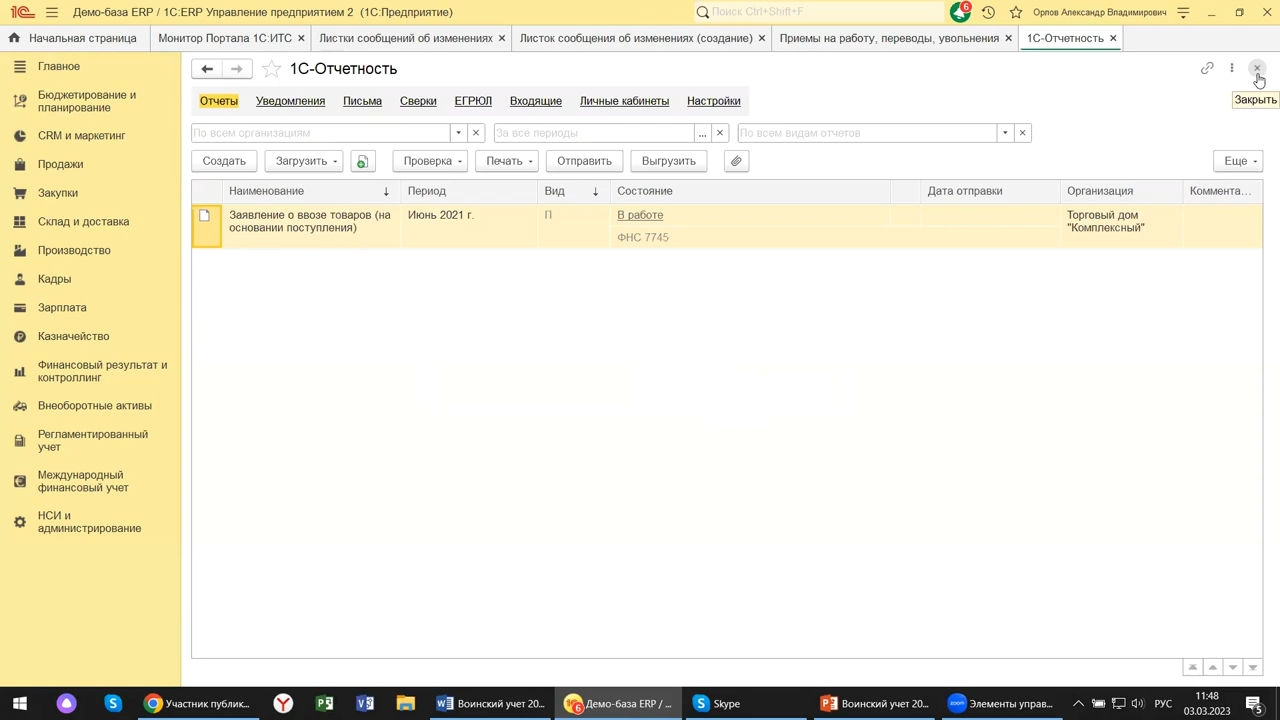 Демо-база ERP / 1С:ERP Управление предприятием 2 (1С:Предприятие)
Поиск Ctrl+Shift+F
6
Орлов Александр Владимирович
Начальная страница
Монитор Портала 1С:ИТС
Листки сообщений об изменениях
Листок сообщения об изменениях (создание)
Приемы на работу, переводы, увольнения
1С-Отчетность
Главное
Бюджетирование и
планирование
CRM и маркетинг
Продажи
Закупки
Склад и доставка
Производство
Кадры
Зарплата
Казначейство
Финансовый результат и
контроллинг
Внеоборотные активы
Регламентированный
учет
Международный
финансовый учет
НСИ и
администрирование
1С-Отчетность
Закрыть
Отчеты Уведомления Письма Сверки ЕГРЮЛ Входящие Личные кабинеты Настройки
По всем организациям За все периоды ... По всем видам отчетов
Создать Загрузить Проверка Печать Отправить Выгрузить Еще
Наименование Период Вид Состояние Дата отправки Организация Коммента...
Заявление о ввозе товаров (на
основании поступления)
Июнь 2021 г.
П
В работе
ФНС 7745
Торговый дом
"Комплексный"
Участник публик...
Воинский учет 20...
6
Демо-база ERP / ...
Skype
Воинский учет 20...
zoom
Элементы управ...
РУС
11:48
03.03.2023
5